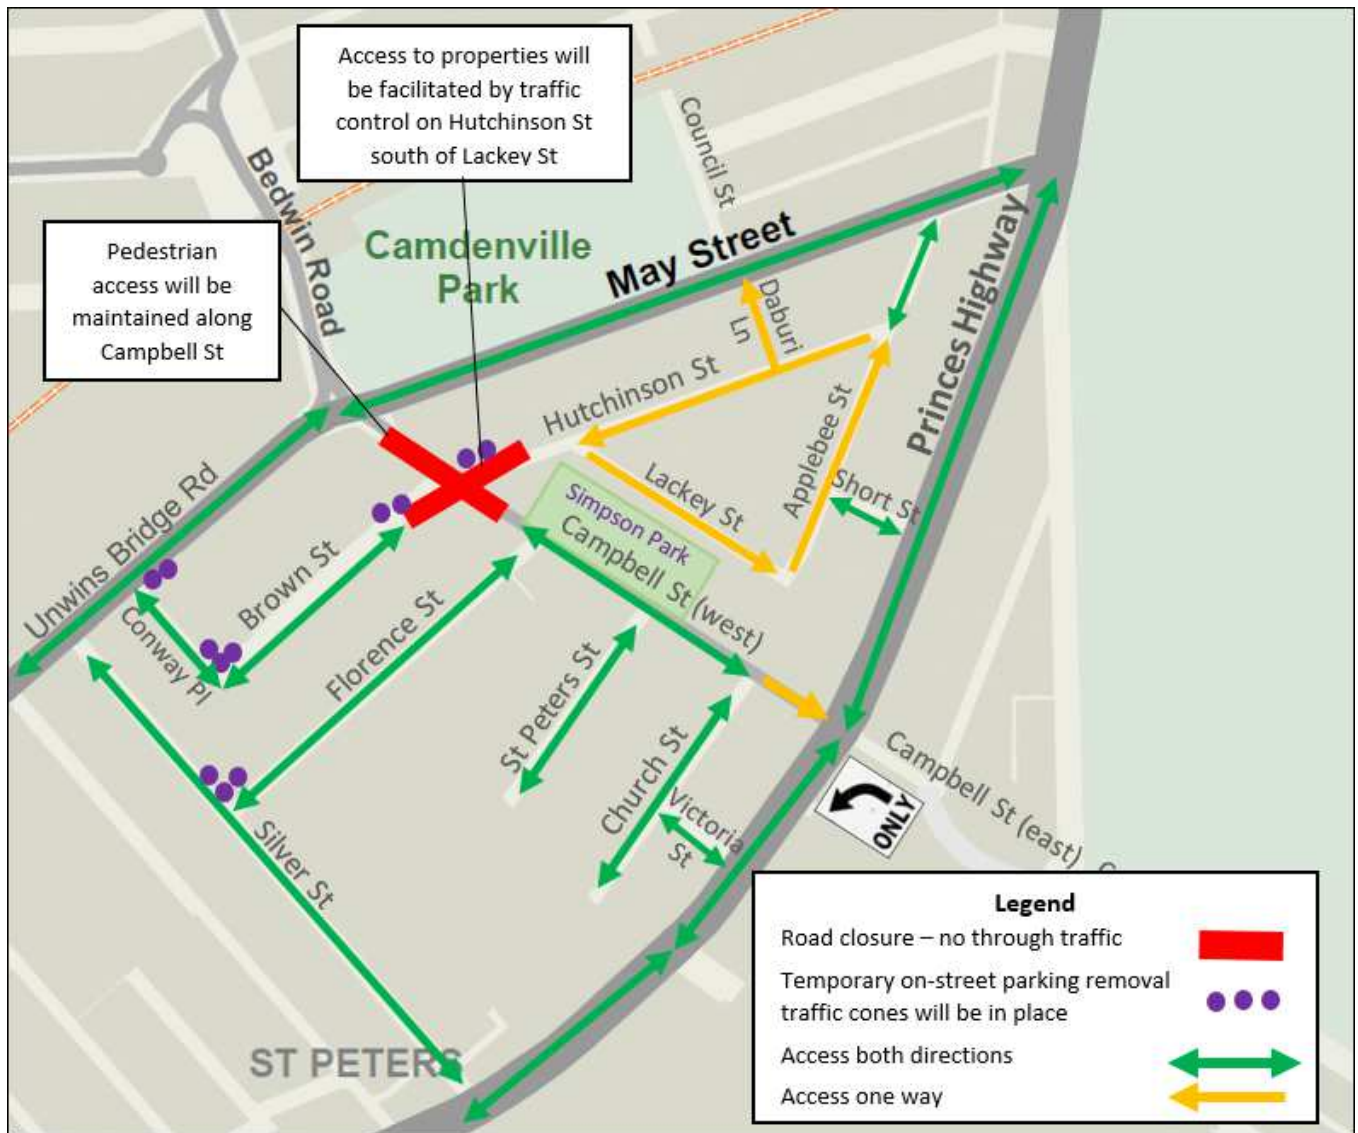 Access to properties will
be facilitated by traffic
control on Hutchinson St
south of Lackey St
Council St
Bedwin Road
Pedestrian
access will be
maintained along
Campbell St
Camdenville
Park
May Street
Daburi
Ln
Princes Highway
Hutchinson St
Applebee St
Lackey St
Short St
Simpson Park
Campbell St (west)
Unwins Bridge Rd
Brown St
Conway Pl
Florence St
St Peters St
Church St
Victoria
St
Silver St
Campbell St (east)
ONLY
ST PETERS
Legend
Road closure – no through traffic
Temporary on-street parking removal
traffic cones will be in place
Access both directions
Access one way